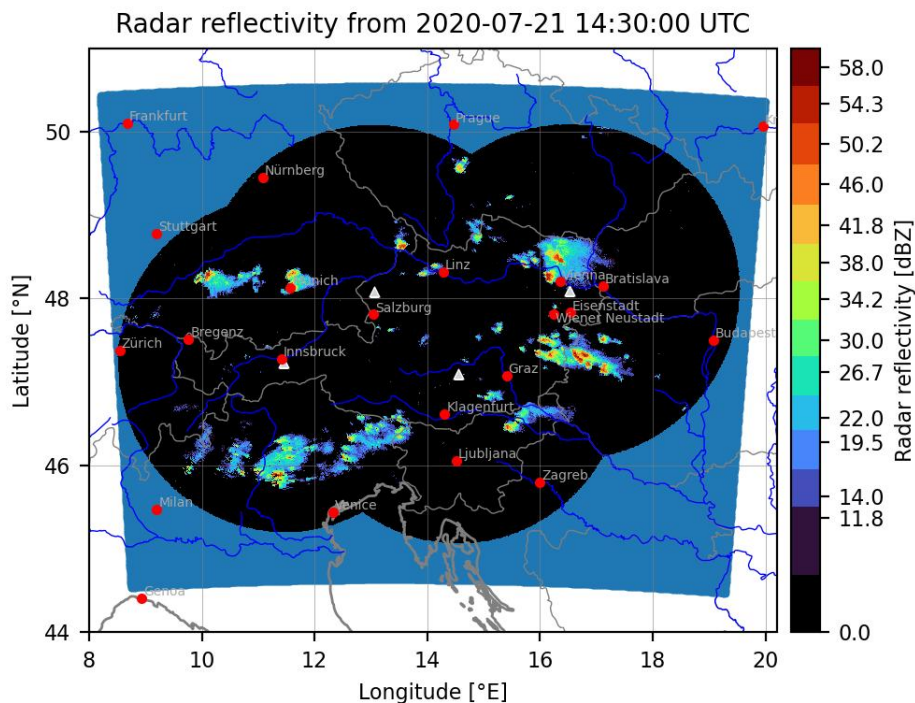 Radar reflectivity from 2020-07-21 14:30:00 UTC
Frankfurt
Prague
Nürnberg
Stuttgart
Linz
Vienna
Bratislava
Salzburg
Eisenstadt
Wiener Neustadt
Zürich
Bregenz
Innsbruck
Budapest
Graz
Klagenfurt
Ljubljana
Zagreb
Milan
Venice
Genoa
50
48
46
44
8
10
12
14
16
18
20
Latitude [°N]
Longitude [°E]
58.0
54.3
50.2
46.0
41.8
38.0
34.2
30.0
26.7
22.0
19.5
14.0
11.8
0.0
Radar reflectivity [dBZ]